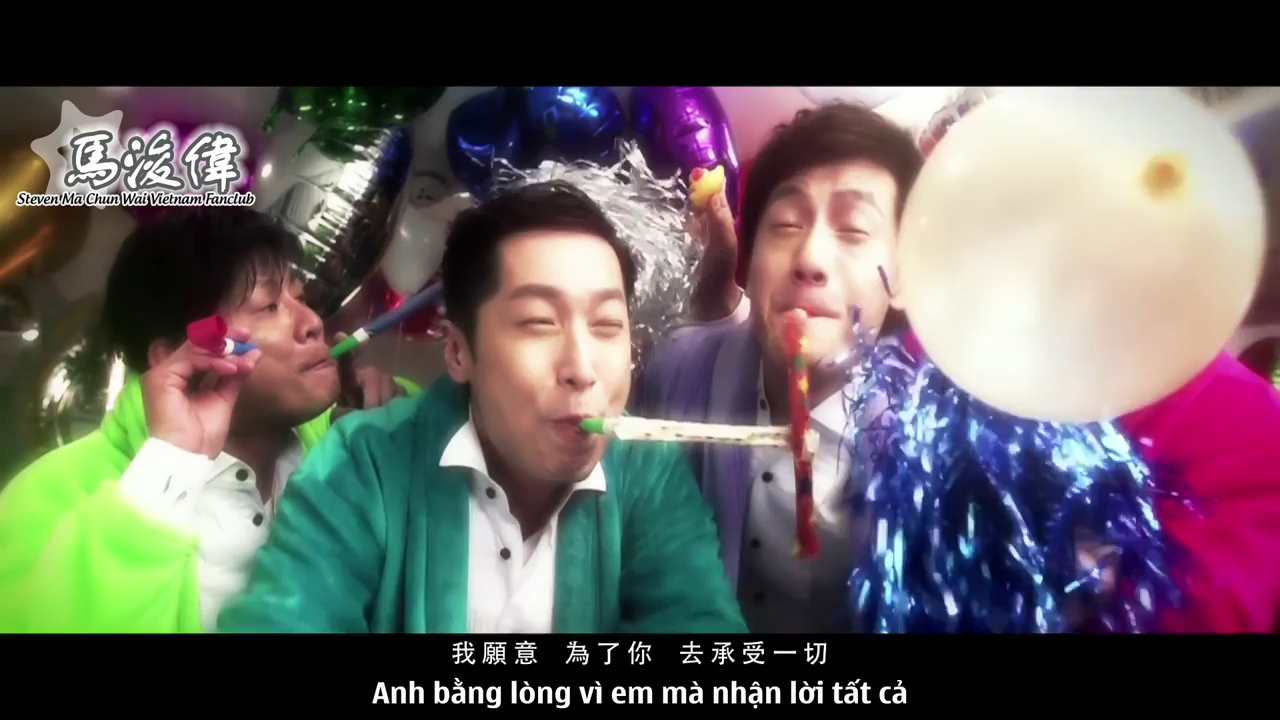 馬浚偉
Steven Ma Chun Wai Vietnam Fanclub
我願意 為了你 去承受一切
Anh bằng lòng vì em mà nhận lời tất cả